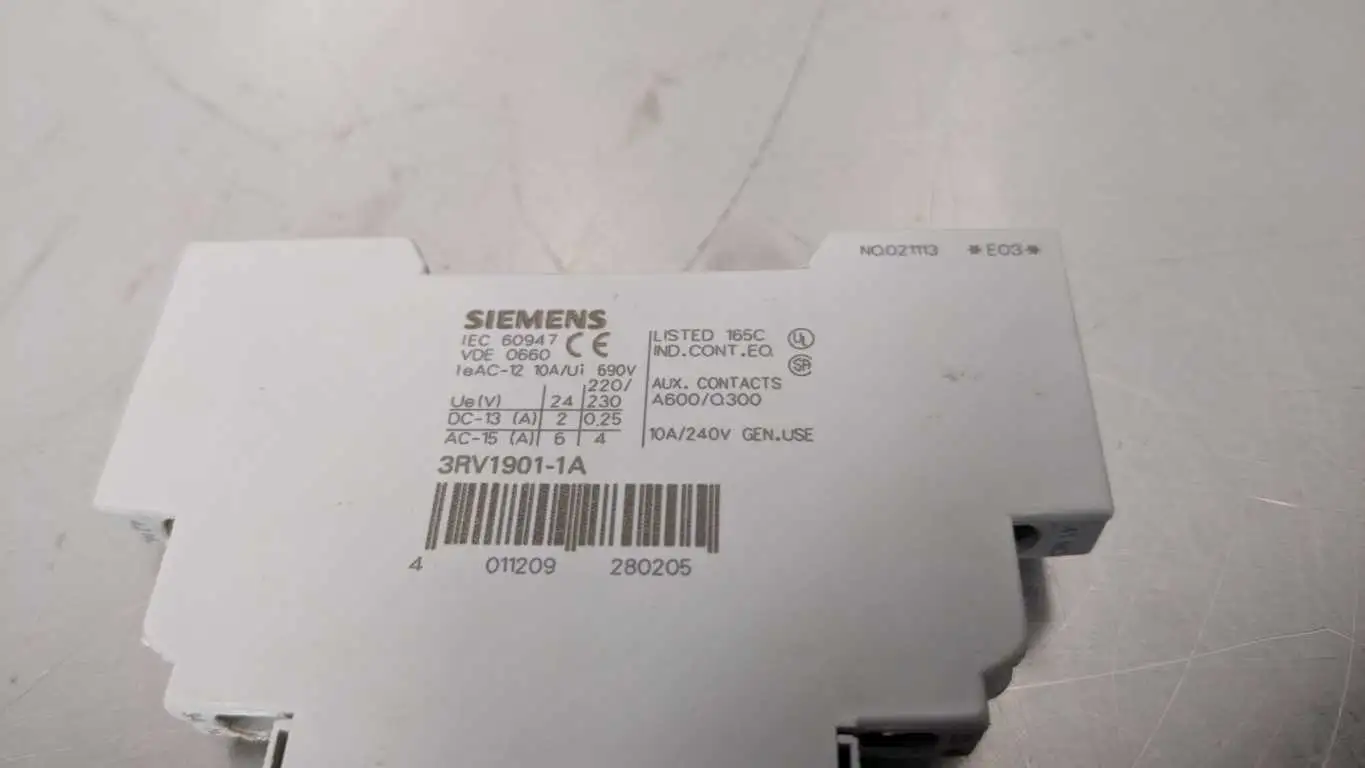 NO.021113 *E03*
SIEMENS
IEC 60947 CE
VDE 0660
IeAC-12 10A/Ui 690V
Ue(V) 24 220/230
DC-13 (A) 2 0.25
AC-15 (A) 6 4
LISTED 165C UL
IND.CONT.EQ. SA
AUX. CONTACTS
A600/Q300
10A/240V GEN.USE
3RV1901-1A
4 011209 280205